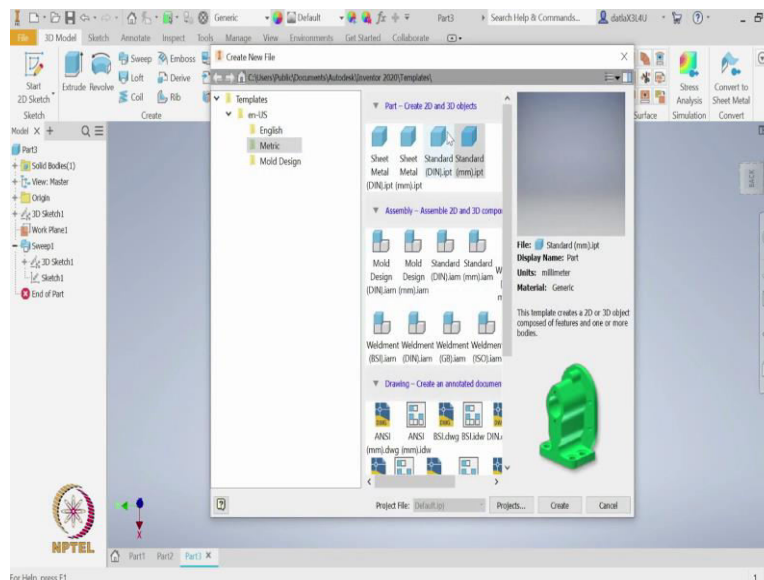 Generic
Default
Part3
Search Help & Commands...
datlaX3L4U
File 3D Model Sketch Annotate Inspect Tools Manage View Environments Get Started Collaborate
Start
2D Sketch
Extrude Revolve
Sweep Emboss
Loft Derive
Coil Rib
Sketch
Create
Stress
Analysis
Convert to
Sheet Metal
Surface Simulation Convert
Model X +
Part3
Solid Bodies(1)
View: Master
Origin
3D Sketch1
Work Plane1
Sweep1
3D Sketch1
Sketch1
End of Part
Create New File
C:\Users\Public\Documents\Autodesk\Inventor 2020\Templates\
Templates
en-US
English
Metric
Mold Design
Part – Create 2D and 3D objects
Sheet Sheet Standard Standard
Metal Metal (DIN).ipt (mm).ipt
(DIN).ipt (mm).ipt
Assembly – Assemble 2D and 3D compo
Mold Mold Standard Standard
Design Design (DIN).iam (mm).iam
(DIN).iam (mm).iam
Weldment Weldment Weldment Weldmen
(BSI).iam (DIN).iam (GB).iam (ISO).iam
Drawing – Create an annotated documen
ANSI ANSI BSI.dwg BSI.idw DIN.
(mm).dwg (mm).idw
File: Standard (mm).ipt
Display Name: Part
Units: millimeter
Material: Generic
This template creates a 2D or 3D object
composed of features and one or more
bodies.
Project File: Default.ipj
Projects... Create Cancel
BACK
X
NPTEL
Part1 Part2 Part3 X
For Help, press F1
1